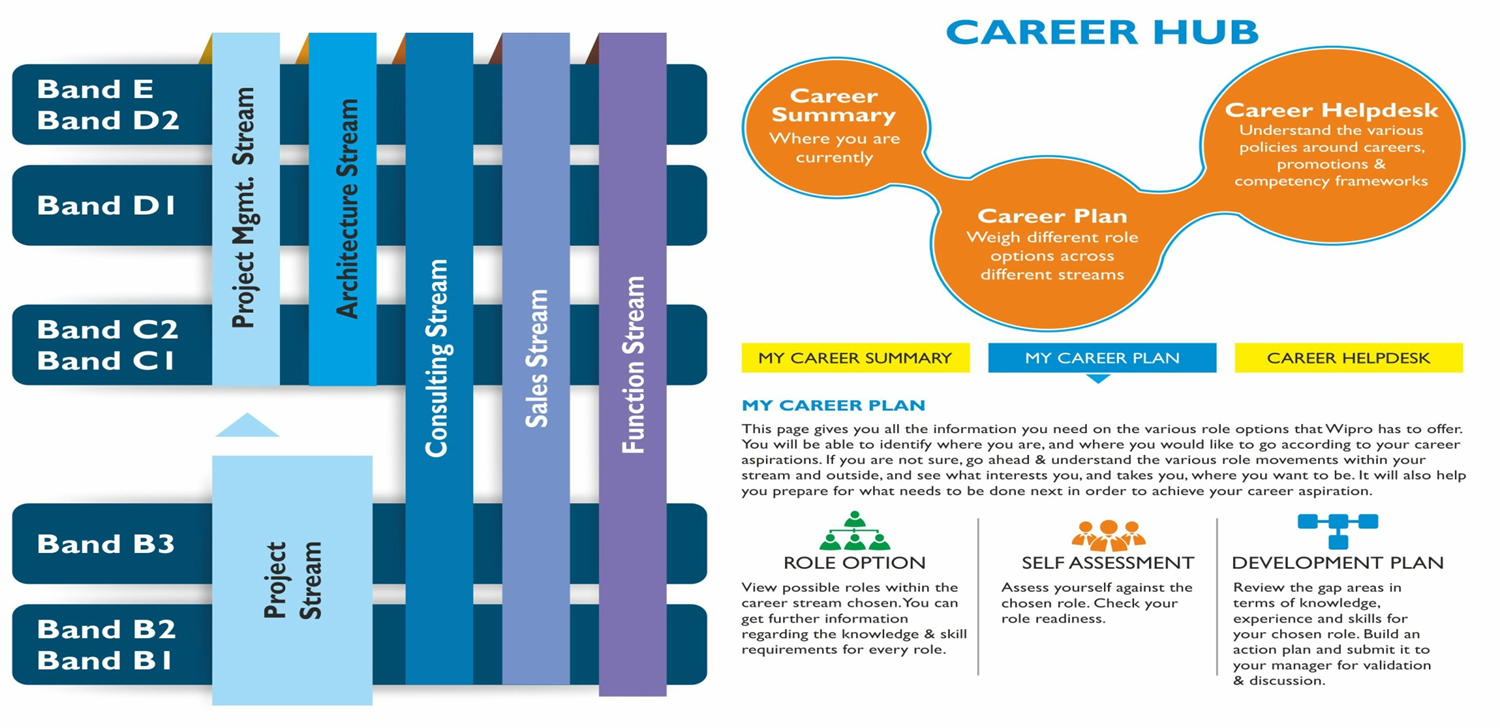 Band E
Band D2
Band D1
Band C2
Band C1
Band B3
Band B2
Band B1
Project Mgmt. Stream
Architecture Stream
Consulting Stream
Sales Stream
Function Stream
Project
Stream
CAREER HUB
Career
Summary
Where you are
currently
Career Plan
Weigh different role
options across
different streams
Career Helpdesk
Understand the various
policies around careers,
promotions &
competency frameworks
MY CAREER SUMMARY
MY CAREER PLAN
CAREER HELPDESK
MY CAREER PLAN
This page gives you all the information you need on the various role options that Wipro has to offer.
You will be able to identify where you are, and where you would like to go according to your career
aspirations. If you are not sure, go ahead & understand the various role movements within your
stream and outside, and see what interests you, and takes you, where you want to be. It will also help
you prepare for what needs to be done next in order to achieve your career aspiration.
ROLE OPTION
View possible roles within the
career stream chosen. You can
get further information
regarding the knowledge & skill
requirements for every role.
SELF ASSESSMENT
Assess yourself against the
chosen role. Check your
role readiness.
DEVELOPMENT PLAN
Review the gap areas in
terms of knowledge,
experience and skills for
your chosen role. Build an
action plan and submit it to
your manager for validation
& discussion.